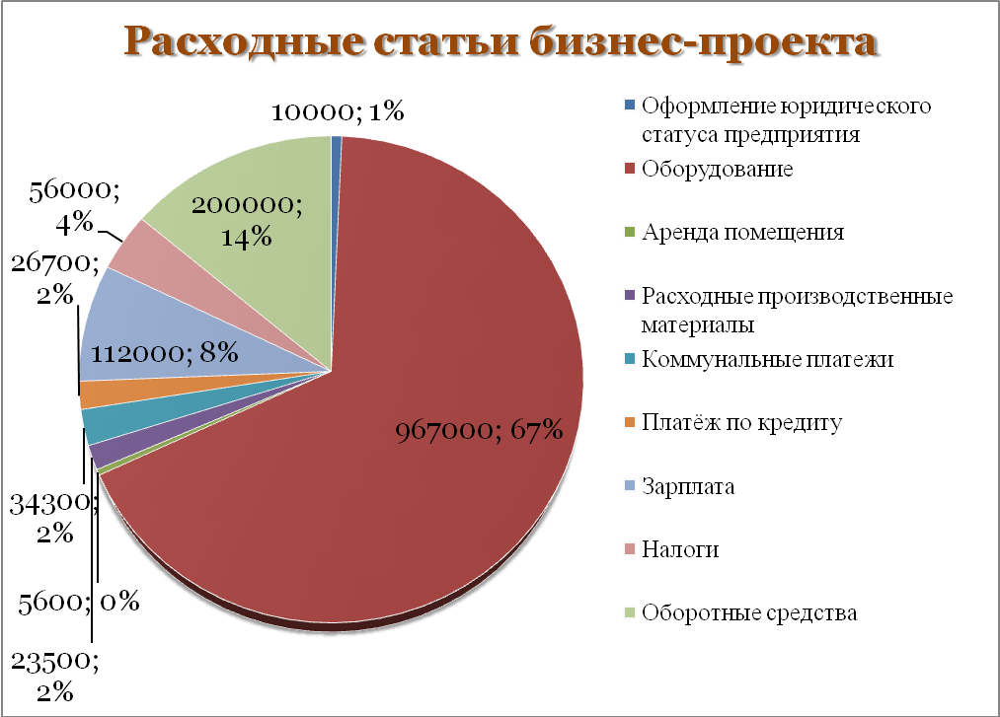 Расходные статьи бизнес-проекта
10000; 1%
56000;
4%
200000;
14%
26700;
2%
112000; 8%
967000; 67%
34300;
2%
5600; 0%
23500;
2%
Оформление юридического
статуса предприятия
Оборудование
Аренда помещения
Расходные производственные
материалы
Коммунальные платежи
Платёж по кредиту
Зарплата
Налоги
Оборотные средства